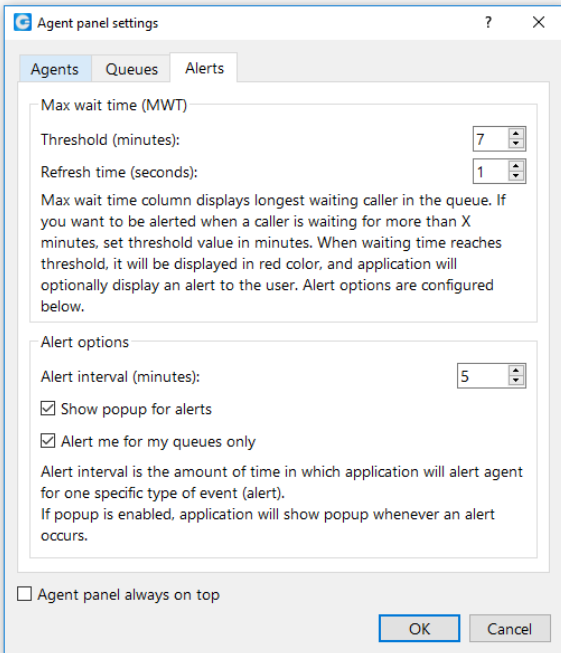 Agent panel settings
Agents Queues Alerts
Max wait time (MWT)
Threshold (minutes): 7
Refresh time (seconds): 1
Max wait time column displays longest waiting caller in the queue. If
you want to be alerted when a caller is waiting for more than X
minutes, set threshold value in minutes. When waiting time reaches
threshold, it will be displayed in red color, and application will
optionally display an alert to the user. Alert options are configured
below.
Alert options
Alert interval (minutes): 5
Show popup for alerts
Alert me for my queues only
Alert interval is the amount of time in which application will alert agent
for one specific type of event (alert).
If popup is enabled, application will show popup whenever an alert
occurs.
Agent panel always on top
OK Cancel